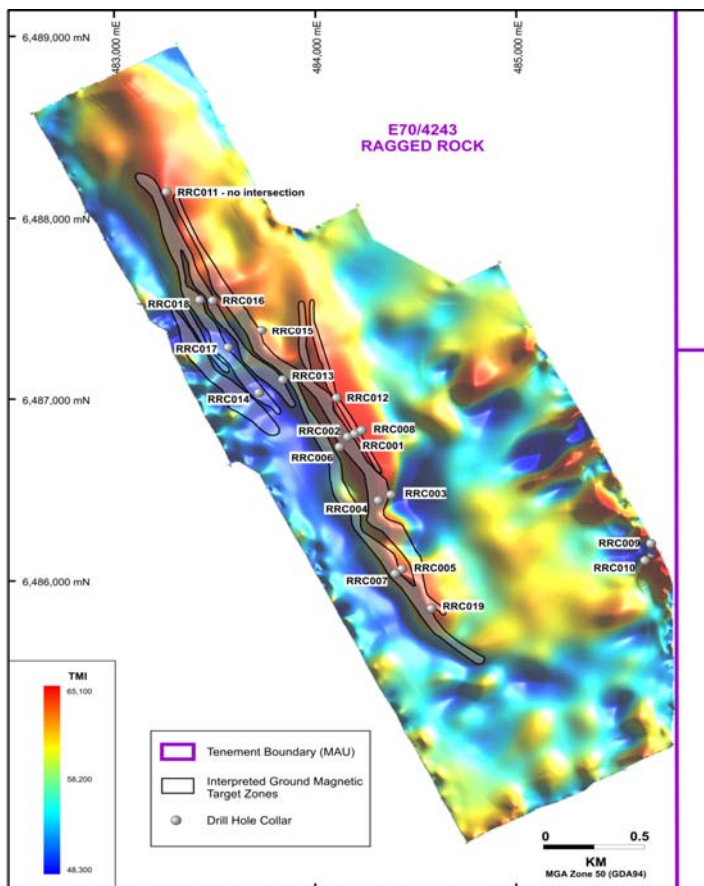 483,000 mE
484,000 mE
485,000 mE
6,489,000 mN
E70/4243
RAGGED ROCK
RRC011 - no intersection
6,488,000 mN
RRC018
RRC016
RRC015
RRC017
RRC013
RRC014
6,487,000 mN
RRC012
RRC002
RRC008
RRC001
RRC006
RRC003
RRC004
RRC009
RRC010
6,486,000 mN
RRC005
RRC007
RRC019
TMI
65,100
58,200
48,300
Tenement Boundary (MAU)
Interpreted Ground Magnetic
Target Zones
Drill Hole Collar
0 0.5
KM
MGA Zone 50 (GDA94)